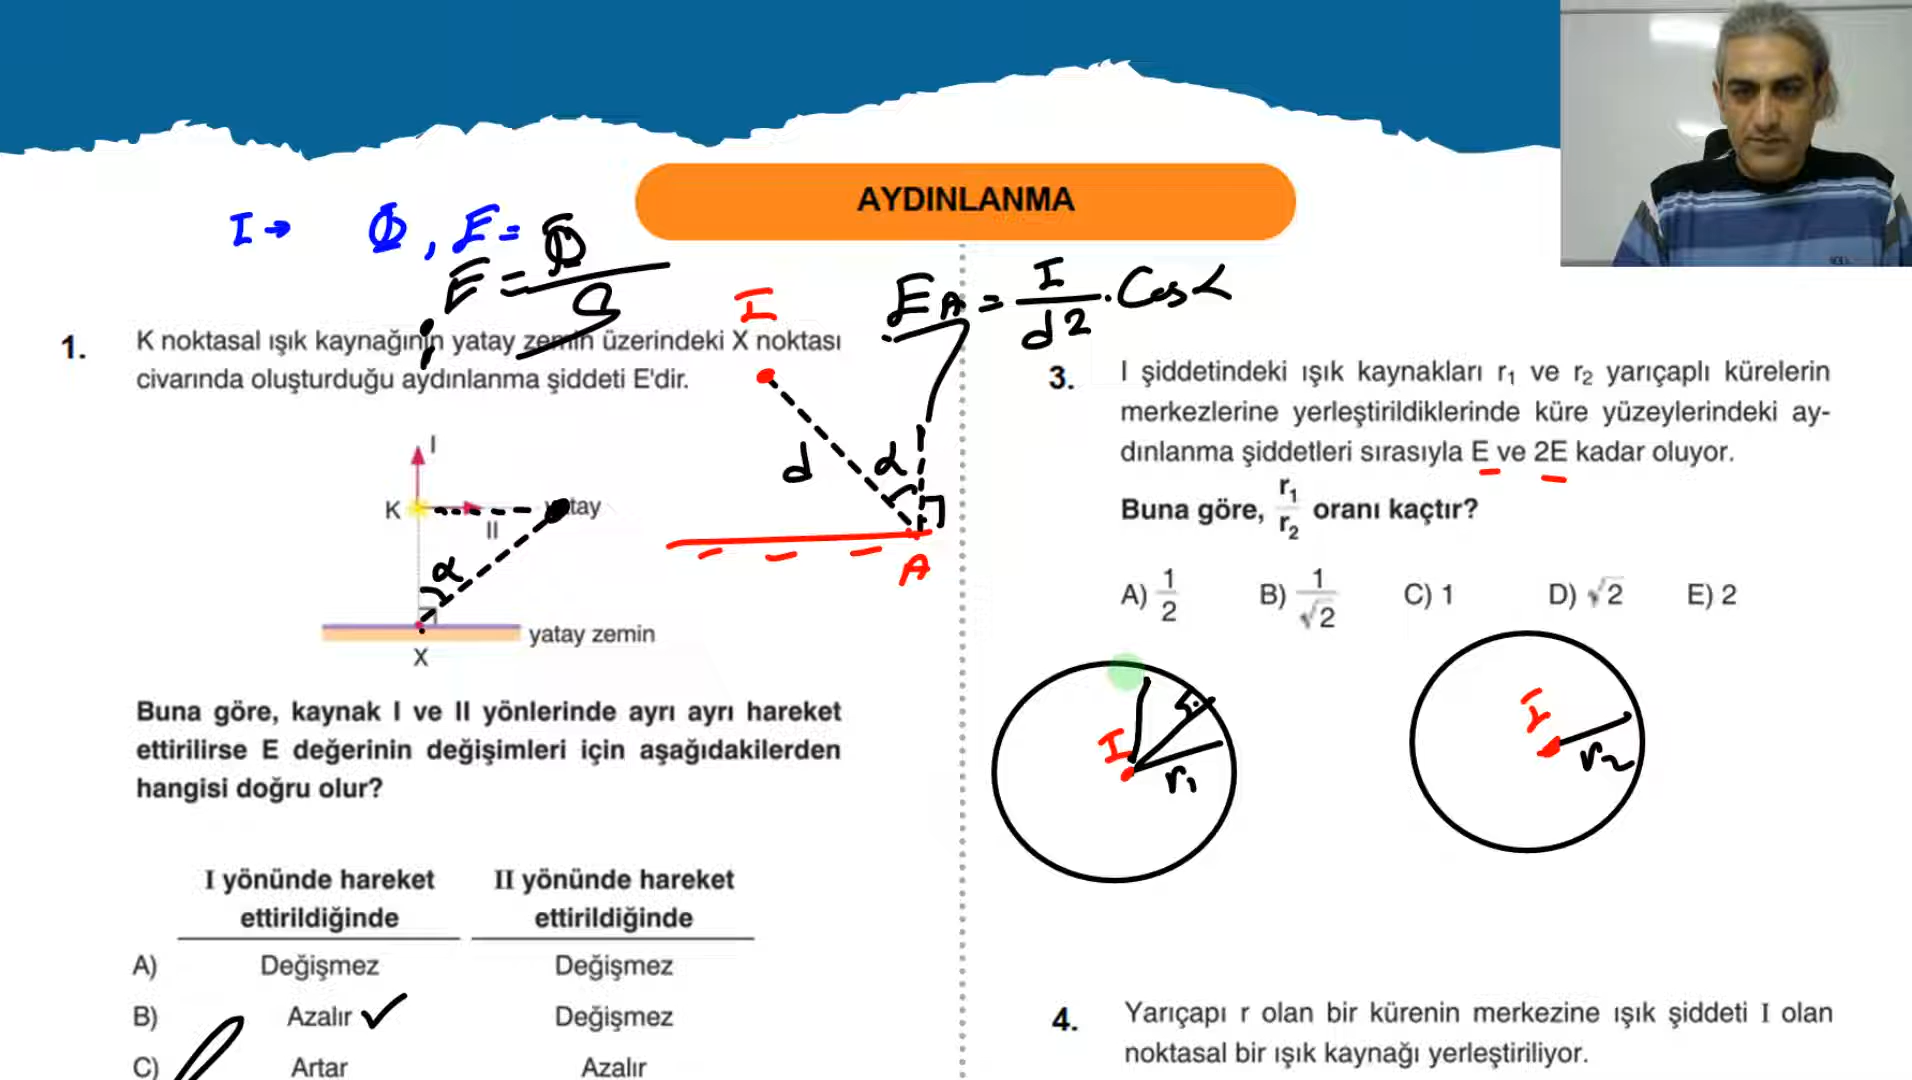 AYDINLANMA
I → Φ , E =
E = Φ / S
I
E_A = I / d² . Cos α
1. K noktasal ışık kaynağının yatay zemin üzerindeki X noktası
civarında oluşturduğu aydınlanma şiddeti E'dir.
I
K
II
yatay
α
yatay zemin
X
d
α
A
Buna göre, kaynak I ve II yönlerinde ayrı ayrı hareket
ettirilirse E değerinin değişimleri için aşağıdakilerden
hangisi doğru olur?
I yönünde hareket II yönünde hareket
ettirildiğinde ettirildiğinde
A) Değişmez Değişmez
B) Azalır ✓ Değişmez
C) Artar Azalır
3. I şiddetindeki ışık kaynakları r₁ ve r₂ yarıçaplı kürelerin
merkezlerine yerleştirildiklerinde küre yüzeylerindeki ay-
dınlanma şiddetleri sırasıyla E ve 2E kadar oluyor.
Buna göre, r₁/r₂ oranı kaçtır?
A) 1/2 B) 1/√2 C) 1 D) √2 E) 2
I
r₁
I
r₂
4. Yarıçapı r olan bir kürenin merkezine ışık şiddeti I olan
noktasal bir ışık kaynağı yerleştiriliyor.